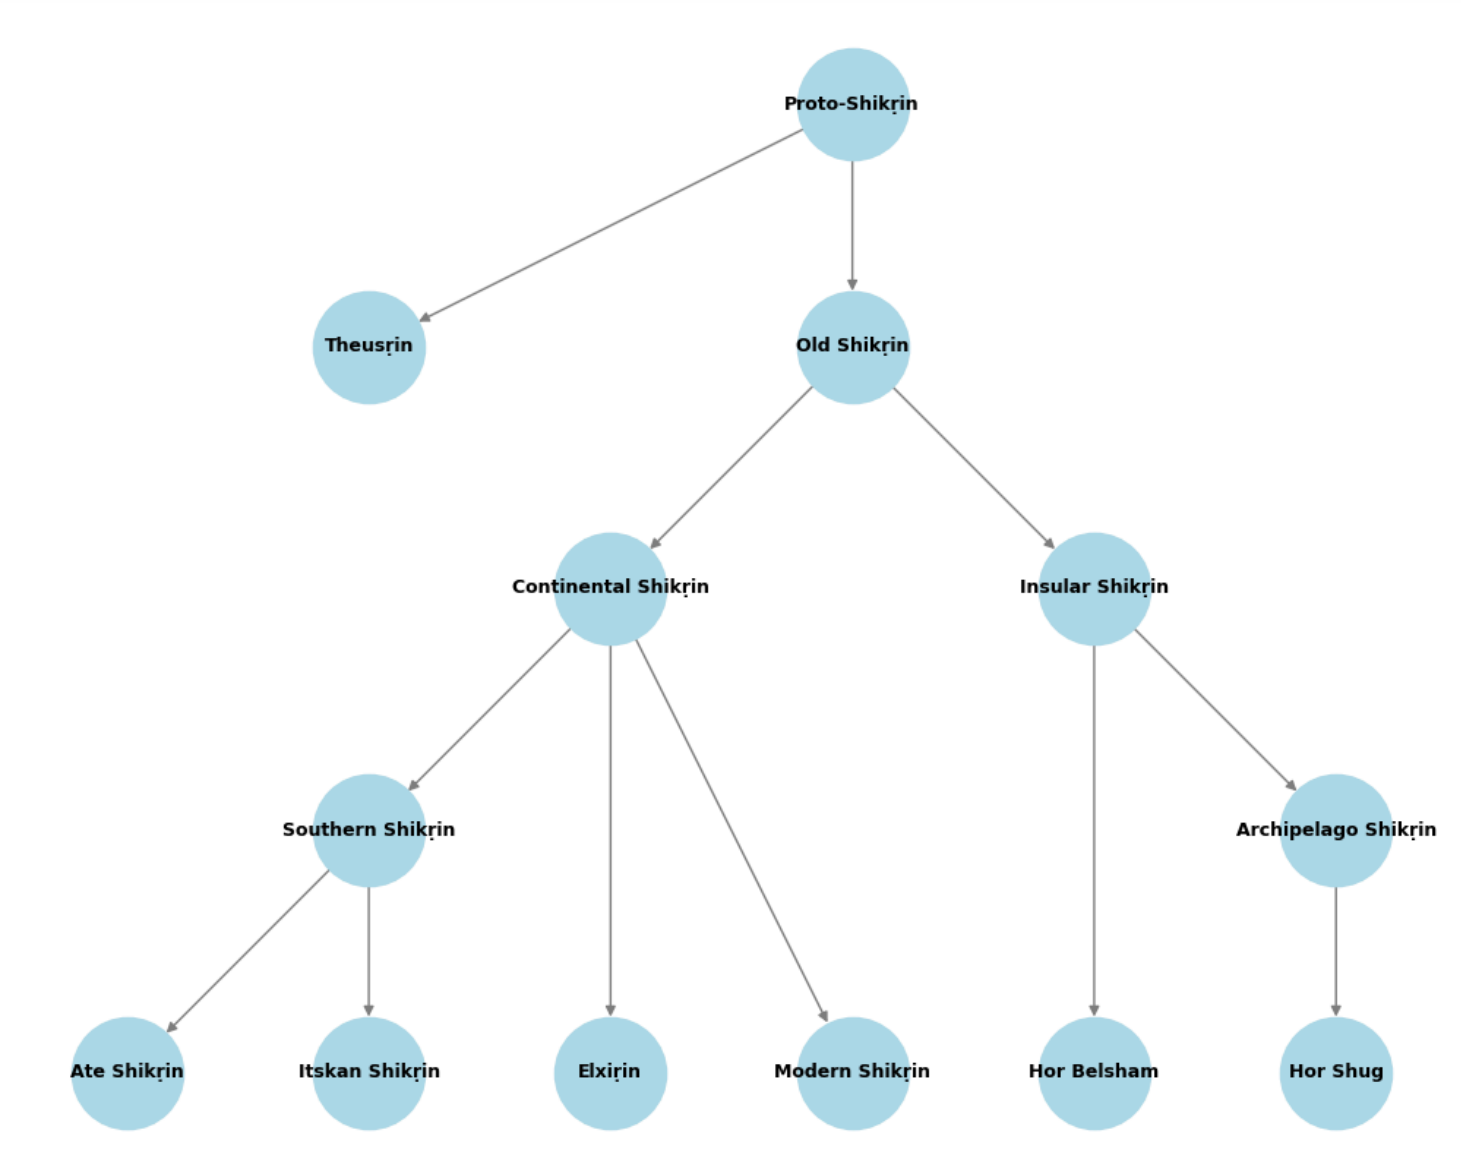 Proto-Shikṛin
Theusṛin
Old Shikṛin
Continental Shikṛin
Insular Shikṛin
Southern Shikṛin
Archipelago Shikṛin
Ate Shikṛin
Itskan Shikṛin
Elxiṛin
Modern Shikṛin
Hor Belsham
Hor Shug